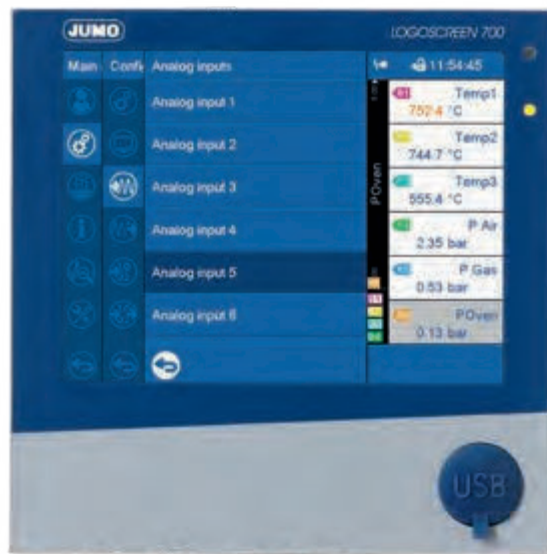 JUMO
LOGOSCREEN 700
Main Confi Analog inputs
11:54:45
Analog input 1
Analog input 2
Analog input 3
Analog input 4
Analog input 5
Analog input 6
POven
Temp1
752.4 °C
Temp2
744.7 °C
Temp3
555.4 °C
P Air
2.35 bar
P Gas
0.53 bar
POven
0.13 bar
USB